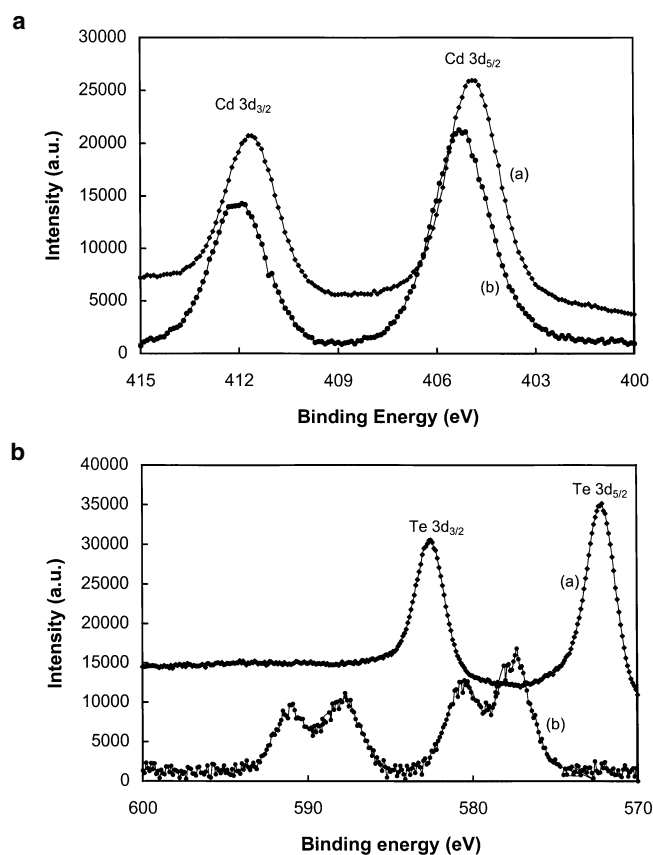 a
30000
25000
20000
15000
10000
5000
0
Intensity (a.u.)
Cd 3d3/2
Cd 3d5/2
(a)
(b)
415 412 409 406 403 400
Binding Energy (eV)
b
40000
35000
30000
25000
20000
15000
10000
5000
0
Intensity (a.u.)
Te 3d3/2
Te 3d5/2
(a)
(b)
600 590 580 570
Binding energy (eV)